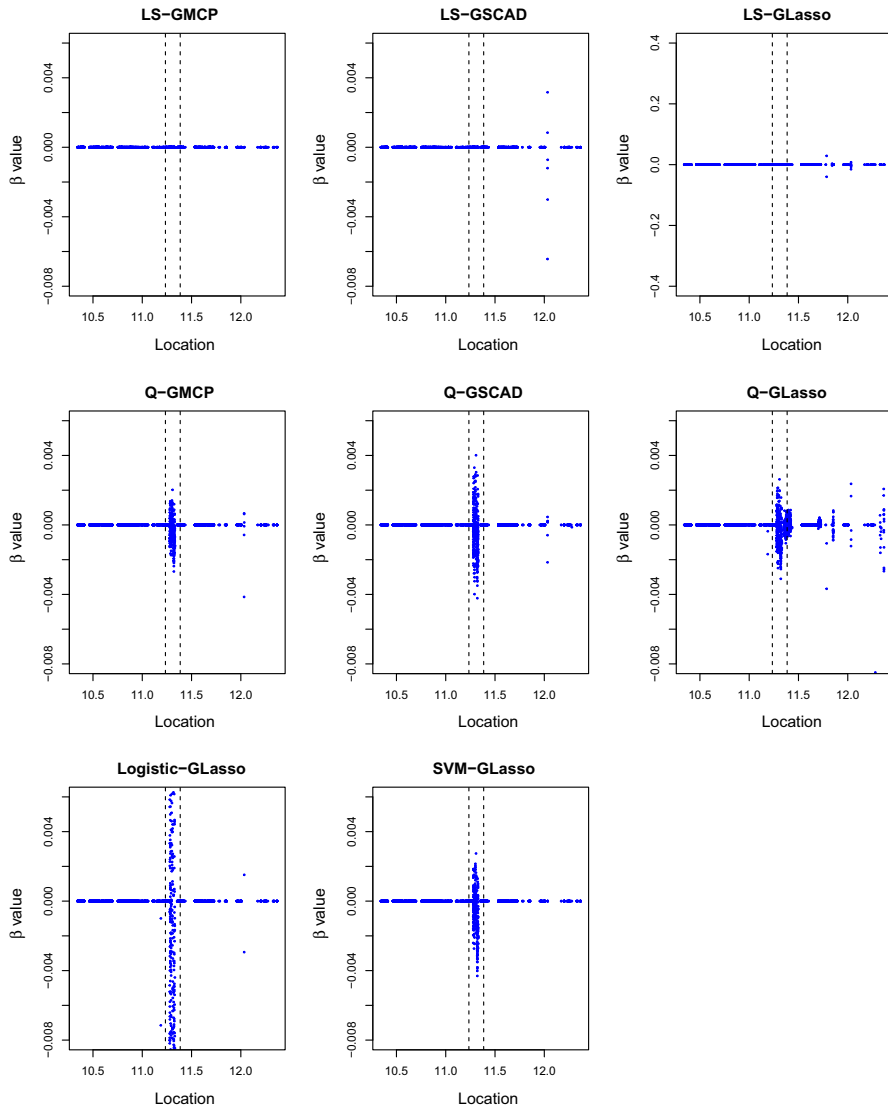 LS−GMCP
β value
0.004
0.000
−0.004
−0.008
10.5 11.0 11.5 12.0
Location
LS−GSCAD
β value
0.004
0.000
−0.004
−0.008
10.5 11.0 11.5 12.0
Location
LS−GLasso
β value
0.4
0.2
0.0
−0.2
−0.4
10.5 11.0 11.5 12.0
Location
Q−GMCP
β value
0.004
0.000
−0.004
−0.008
10.5 11.0 11.5 12.0
Location
Q−GSCAD
β value
0.004
0.000
−0.004
−0.008
10.5 11.0 11.5 12.0
Location
Q−GLasso
β value
0.004
0.000
−0.004
−0.008
10.5 11.0 11.5 12.0
Location
Logistic−GLasso
β value
0.004
0.000
−0.004
−0.008
10.5 11.0 11.5 12.0
Location
SVM−GLasso
β value
0.004
0.000
−0.004
−0.008
10.5 11.0 11.5 12.0
Location